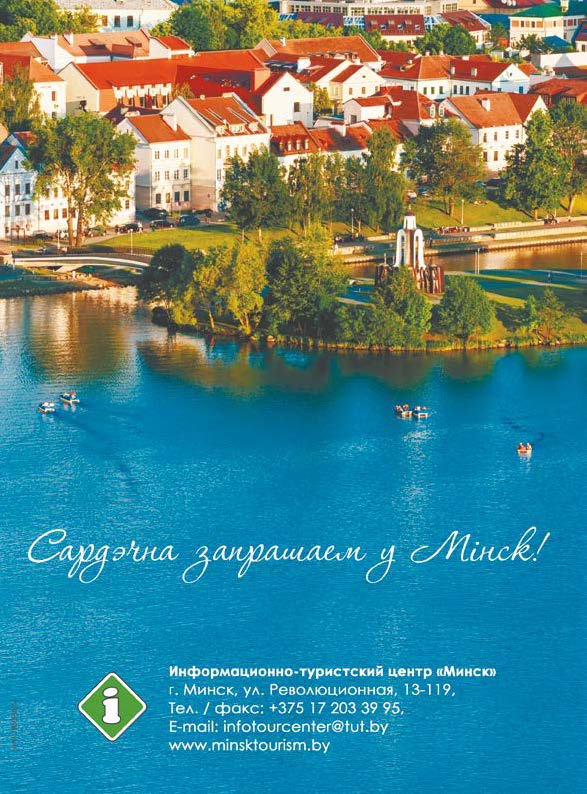 Сардэчна запрашаем у Мінск!
Информационно-туристский центр «Минск»
г. Минск, ул. Революционная, 13-119,
Тел. / факс: +375 17 203 39 95,
E-mail: infotourcenter@tut.by
www.minsktourism.by